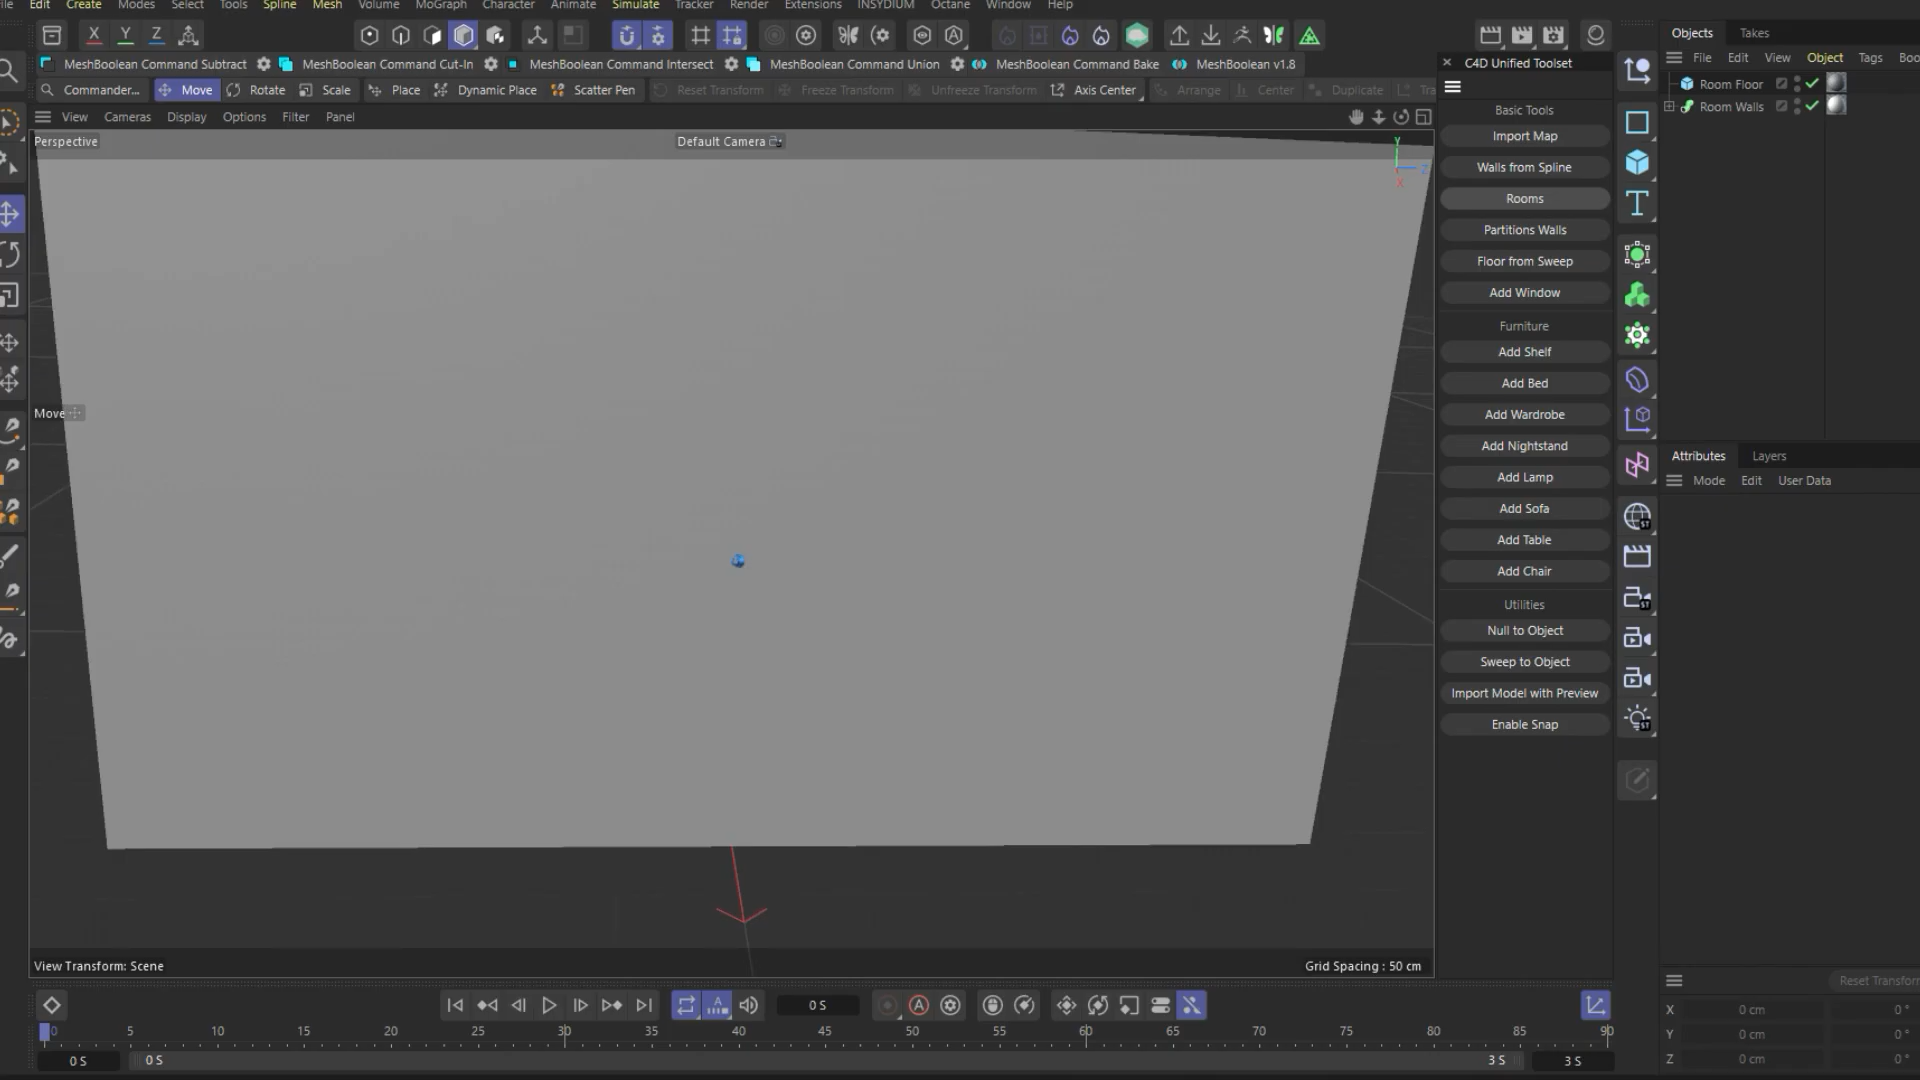 Edit Create Modes Select Tools Spline Mesh Volume MoGraph Character Animate Simulate Tracker Render Extensions INSYDIUM Octane Window Help
X Y Z
MeshBoolean Command Subtract MeshBoolean Command Cut-In MeshBoolean Command Intersect MeshBoolean Command Union MeshBoolean Command Bake MeshBoolean v1.8
Commander... Move Rotate Scale Place Dynamic Place Scatter Pen Reset Transform Freeze Transform Unfreeze Transform Axis Center Arrange Center Duplicate Tra
View Cameras Display Options Filter Panel
Perspective
Default Camera
Y
Z
X
Move
View Transform: Scene
Grid Spacing : 50 cm
C4D Unified Toolset
Basic Tools
Import Map
Walls from Spline
Rooms
Partitions Walls
Floor from Sweep
Add Window
Furniture
Add Shelf
Add Bed
Add Wardrobe
Add Nightstand
Add Lamp
Add Sofa
Add Table
Add Chair
Utilities
Null to Object
Sweep to Object
Import Model with Preview
Enable Snap
Objects Takes
File Edit View Object Tags Boo
Room Floor
Room Walls
Attributes Layers
Mode Edit User Data
Reset Transform
X 0 cm 0 °
Y 0 cm 0 °
Z 0 cm 0 °
0 S
0 5 10 15 20 25 30 35 40 45 50 55 60 65 70 75 80 85 90
0 S 0 S 3 S 3 S